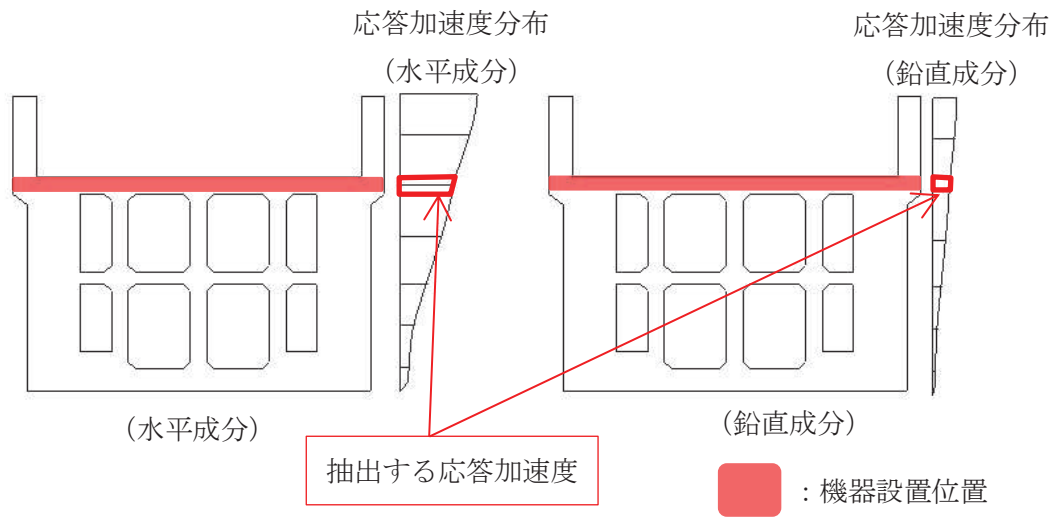 応答加速度分布
（水平成分）
応答加速度分布
（鉛直成分）
（水平成分）
（鉛直成分）
抽出する応答加速度
：機器設置位置